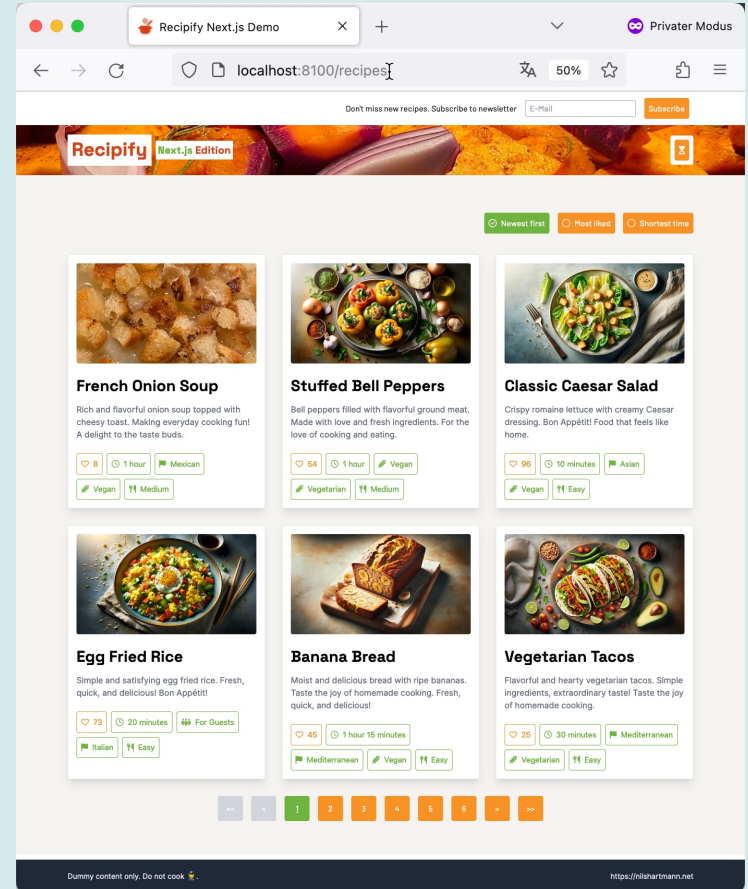 Recipify Next.js Demo
Privater Modus
localhost:8100/recipes
50%
Don't miss new recipes. Subscribe to newsletter
E-Mail
Subscribe
Recipify Next.js Edition
Newest first
Most liked
Shortest time
French Onion Soup
Rich and flavorful onion soup topped with
cheesy toast. Making everyday cooking fun!
A delight to the taste buds.
8
1 hour
Mexican
Vegan
Medium
Stuffed Bell Peppers
Bell peppers filled with flavorful ground meat.
Made with love and fresh ingredients. For the
love of cooking and eating.
54
1 hour
Vegan
Vegetarian
Medium
Classic Caesar Salad
Crispy romaine lettuce with creamy Caesar
dressing. Bon Appétit! Food that feels like
home.
96
10 minutes
Asian
Vegan
Easy
Egg Fried Rice
Simple and satisfying egg fried rice. Fresh,
quick, and delicious! Bon Appétit!
73
20 minutes
For Guests
Italian
Easy
Banana Bread
Moist and delicious bread with ripe bananas.
Taste the joy of homemade cooking. Fresh,
quick, and delicious!
45
1 hour 15 minutes
Mediterranean
Vegan
Easy
Vegetarian Tacos
Flavorful and hearty vegetarian tacos. Simple
ingredients, extraordinary taste! Taste the joy
of homemade cooking.
25
30 minutes
Mediterranean
Vegetarian
Easy
<< < 1 2 3 4 5 6 > >>
Dummy content only. Do not cook 👨‍🍳.
https://nilshartmann.net